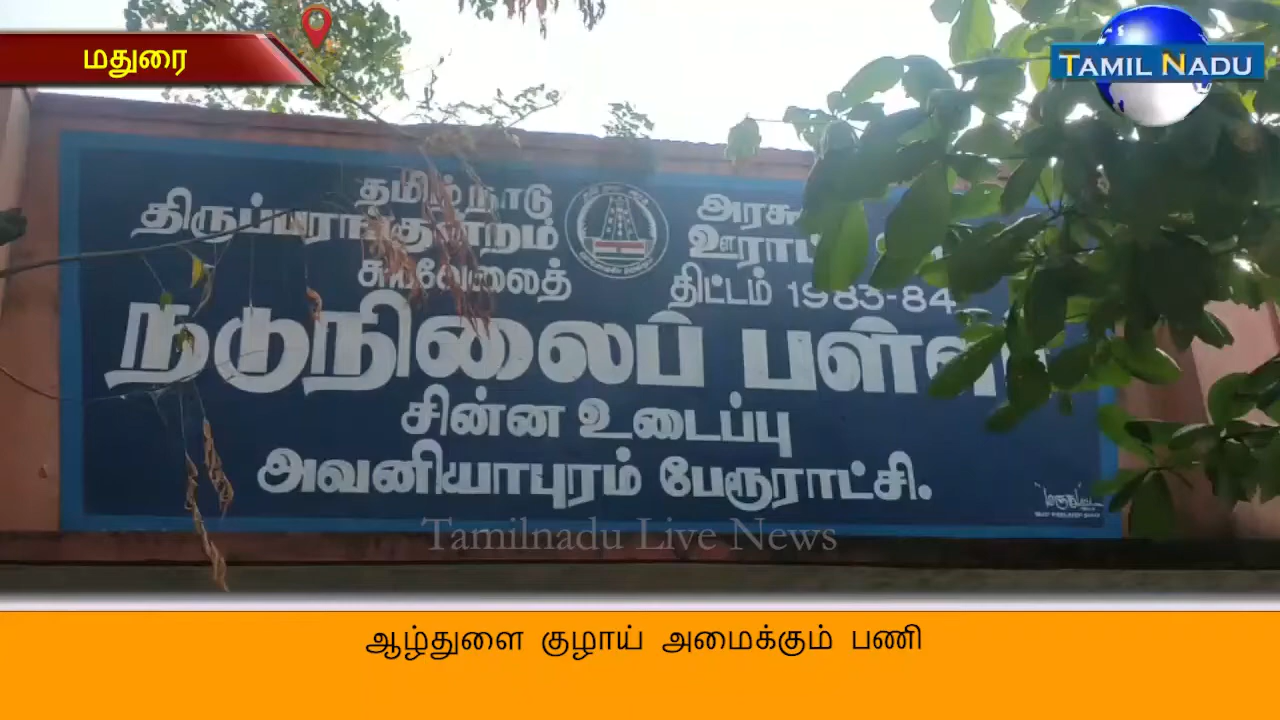 மதுரை
TAMIL NADU
தமிழ்நாடு
திருப்பரங்குன்றம்
திட்டம் 1983-84
நடுநிலைப்
சின்ன உடைப்பு
அவனியாபுரம் பேரூராட்சி.
Tamilnadu Live News
ஆழ்துளை குழாய் அமைக்கும் பணி